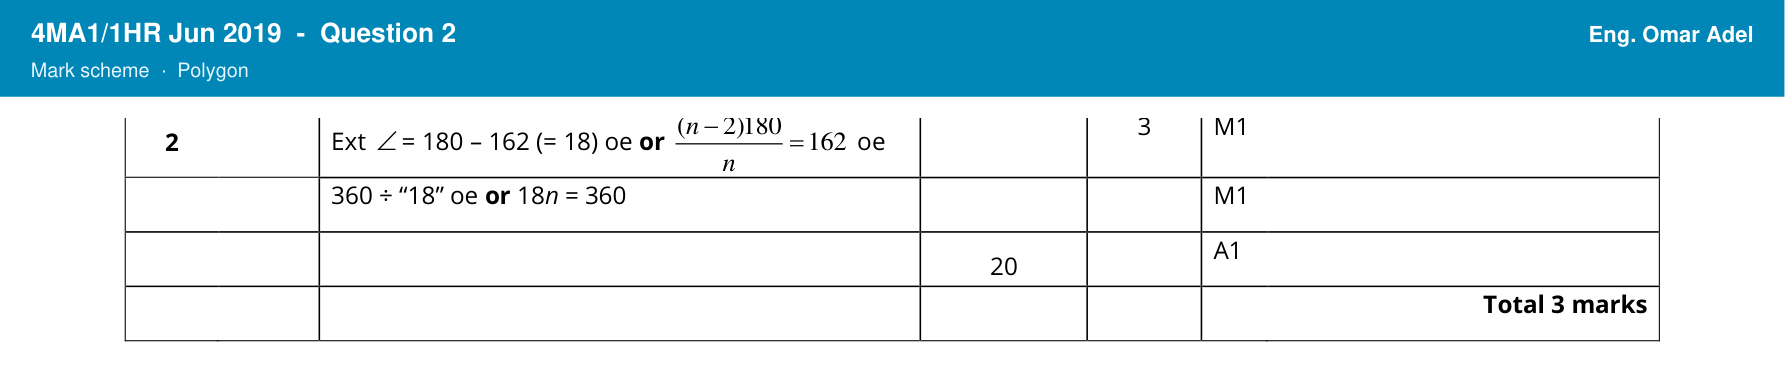 4MA1/1HR Jun 2019 - Question 2
Eng. Omar Adel
Mark scheme · Polygon
2 Ext ∠ = 180 – 162 (= 18) oe or (n – 2)180 / n = 162 oe 3 M1
360 ÷ “18” oe or 18n = 360 M1
20 A1
Total 3 marks